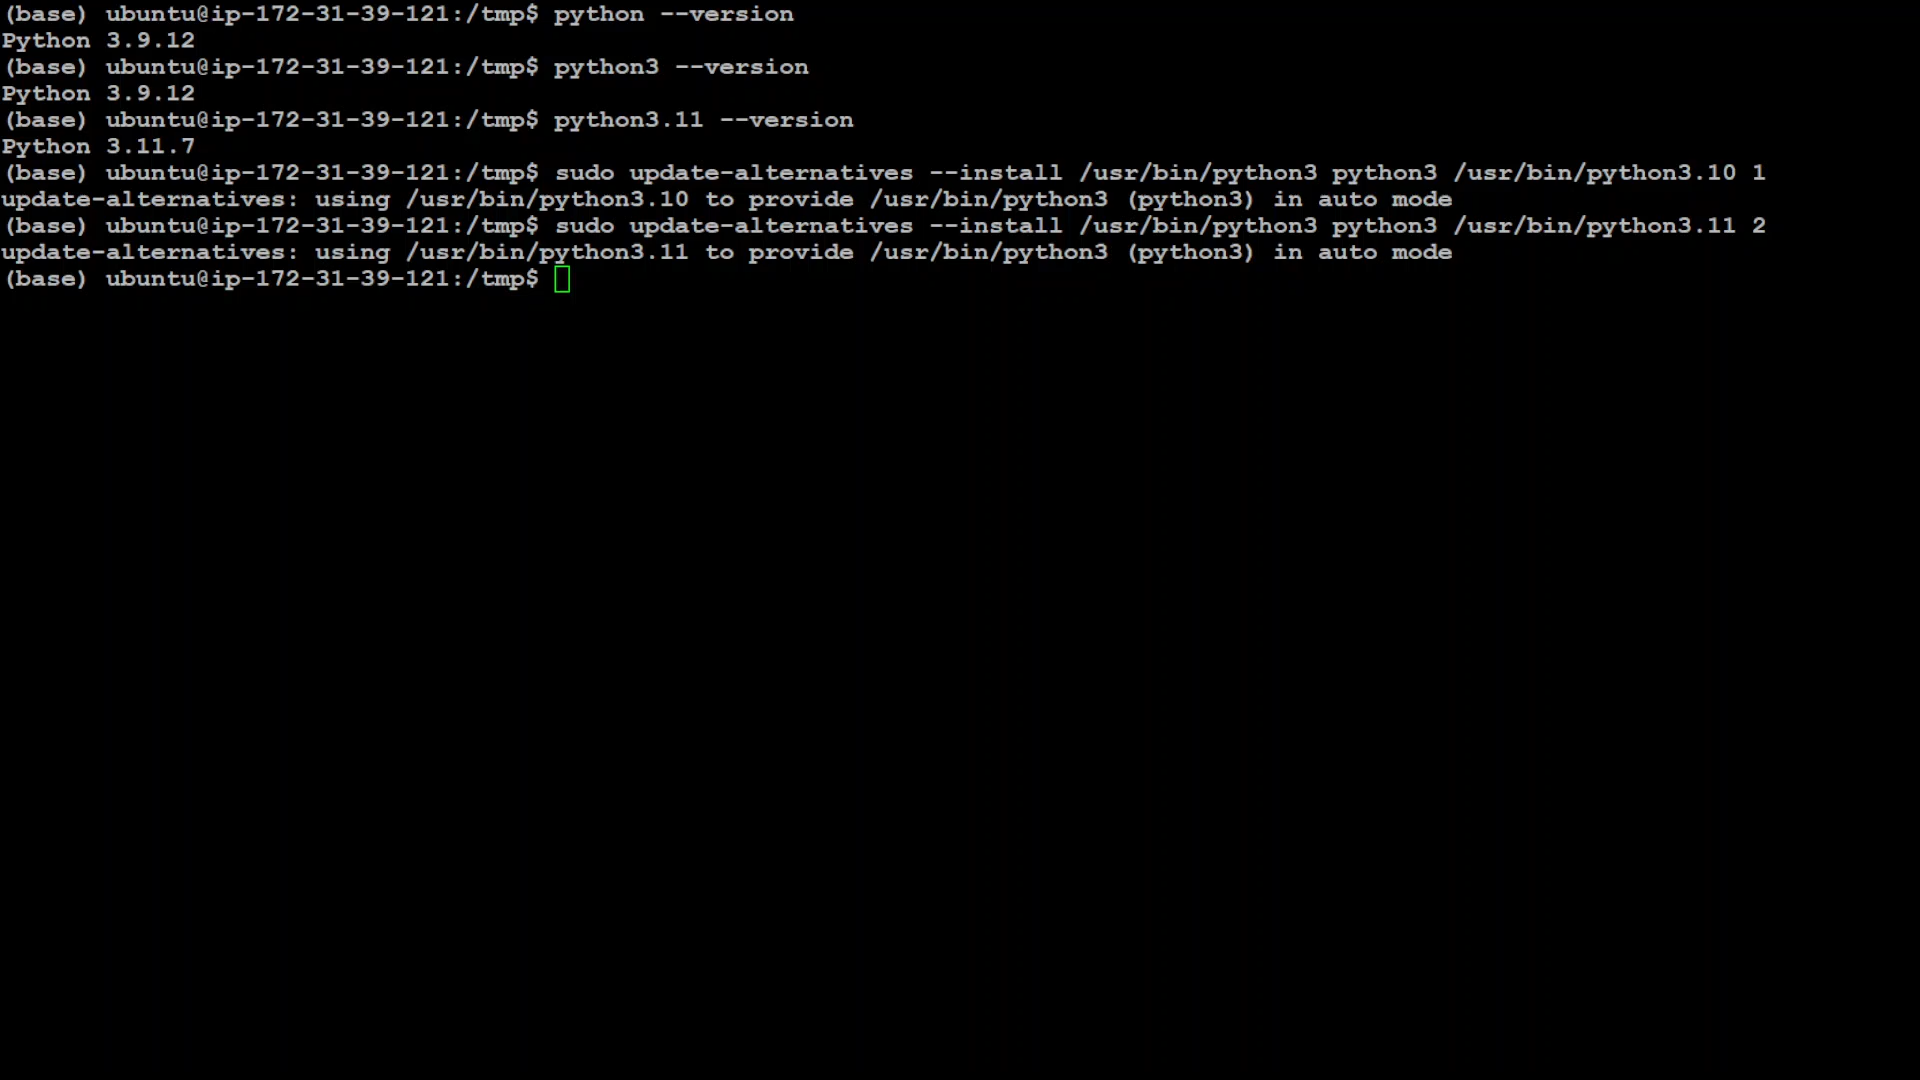 (base) ubuntu@ip-172-31-39-121:/tmp$ python --version
Python 3.9.12
(base) ubuntu@ip-172-31-39-121:/tmp$ python3 --version
Python 3.9.12
(base) ubuntu@ip-172-31-39-121:/tmp$ python3.11 --version
Python 3.11.7
(base) ubuntu@ip-172-31-39-121:/tmp$ sudo update-alternatives --install /usr/bin/python3 python3 /usr/bin/python3.10 1
update-alternatives: using /usr/bin/python3.10 to provide /usr/bin/python3 (python3) in auto mode
(base) ubuntu@ip-172-31-39-121:/tmp$ sudo update-alternatives --install /usr/bin/python3 python3 /usr/bin/python3.11 2
update-alternatives: using /usr/bin/python3.11 to provide /usr/bin/python3 (python3) in auto mode
(base) ubuntu@ip-172-31-39-121:/tmp$